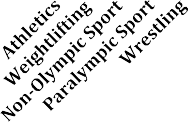 Athletics
Weightlifting
Non-Olympic Sport
Paralympic Sport
Wrestling